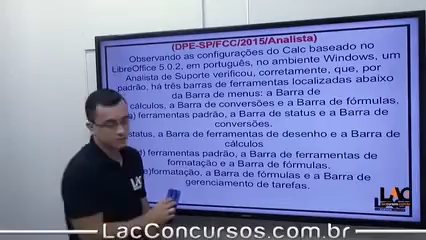 (DPE-SP/FCC/2015/Analista)
Observando as configurações do Calc baseado no
LibreOffice 5.0.2, em português, no ambiente Windows, um
Analista de Suporte verificou, corretamente, que, por
padrão, há três barras de ferramentas localizadas abaixo
da Barra de menus: a Barra de
cálculos, a Barra de conversões e a Barra de fórmulas.
) ferramentas padrão, a Barra de status e a Barra de
conversões.
status, a Barra de ferramentas de desenho e a Barra de
cálculos
) ferramentas padrão, a Barra de ferramentas de
formatação e a Barra de fórmulas.
)formatação, a Barra de fórmulas e a Barra de
gerenciamento de tarefas.
LAC
LacConcursos.com.br